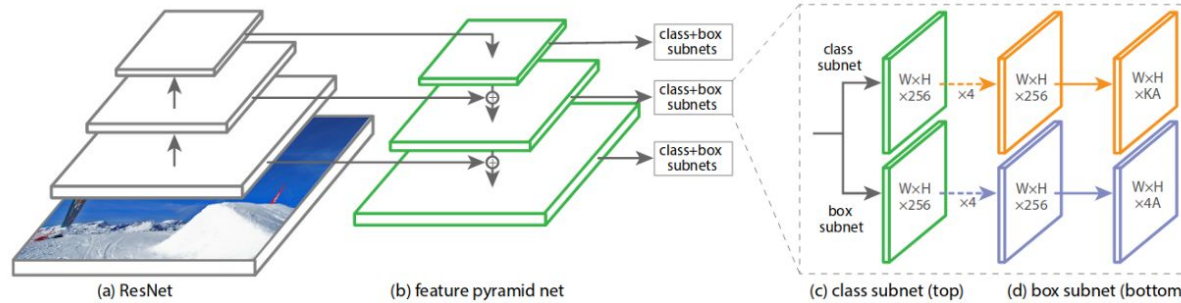 class+box
subnets
class+box
subnets
class+box
subnets
class
subnet
box
subnet
W×H
×256
×4
W×H
×256
W×H
×KA
W×H
×256
×4
W×H
×256
W×H
×4A
(a) ResNet
(b) feature pyramid net
(c) class subnet (top)
(d) box subnet (bottom